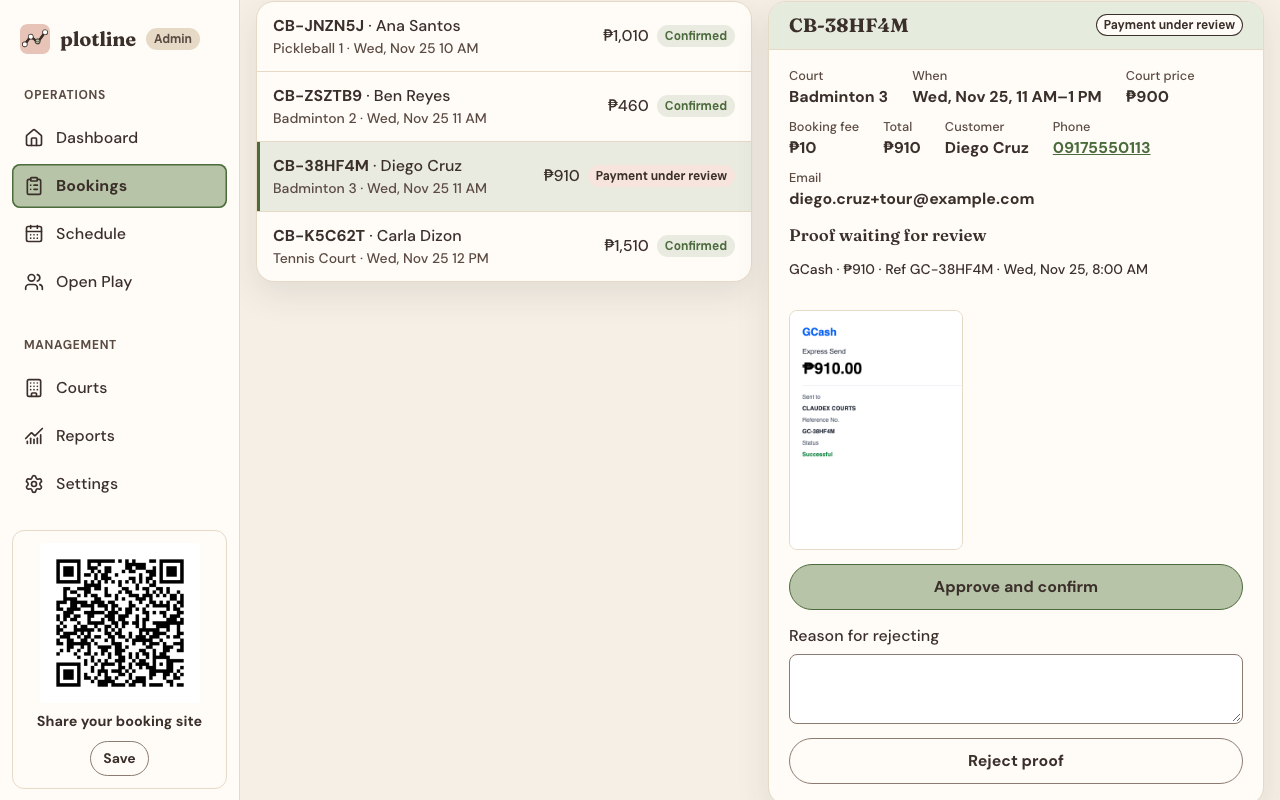 plotline Admin
OPERATIONS
Dashboard
Bookings
Schedule
Open Play
MANAGEMENT
Courts
Reports
Settings
Share your booking site
Save
CB-JNZN5J · Ana Santos
Pickleball 1 · Wed, Nov 25 10 AM
₱1,010 Confirmed
CB-ZSZTB9 · Ben Reyes
Badminton 2 · Wed, Nov 25 11 AM
₱460 Confirmed
CB-38HF4M · Diego Cruz
Badminton 3 · Wed, Nov 25 11 AM
₱910 Payment under review
CB-K5C62T · Carla Dizon
Tennis Court · Wed, Nov 25 12 PM
₱1,510 Confirmed
CB-38HF4M Payment under review
Court When Court price
Badminton 3 Wed, Nov 25, 11 AM–1 PM ₱900
Booking fee Total Customer Phone
₱10 ₱910 Diego Cruz 09175550113
Email
diego.cruz+tour@example.com
Proof waiting for review
GCash · ₱910 · Ref GC-38HF4M · Wed, Nov 25, 8:00 AM
GCash
Express Send
₱910.00
Sent to
CLAUDEX COURTS
Reference No.
GC-38HF4M
Status
Successful
Approve and confirm
Reason for rejecting
Reject proof